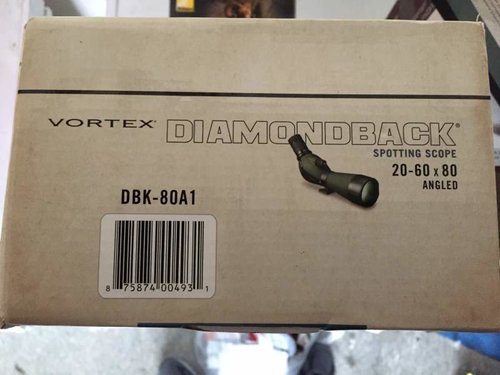 VORTEX® DIAMONDBACK®
SPOTTING SCOPE
20-60 x 80
ANGLED
DBK-80A1
8 75874 00493 1